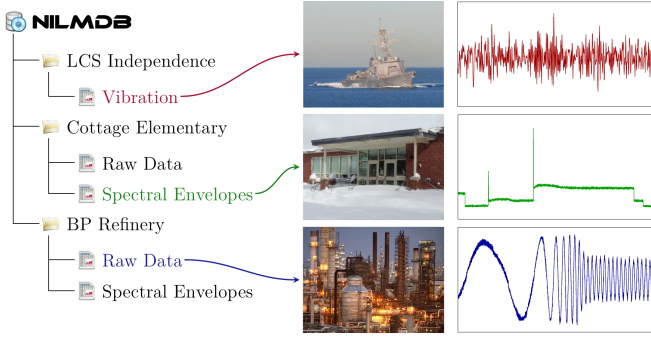 NILMDB
LCS Independence
Vibration
Cottage Elementary
Raw Data
Spectral Envelopes
BP Refinery
Raw Data
Spectral Envelopes